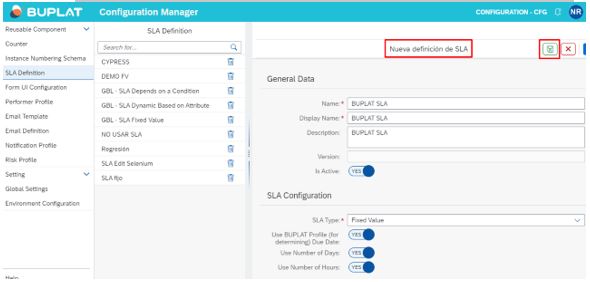 BUPLAT Configuration Manager CONFIGURATION - CFG NR
Reusable Component
Counter
Instance Numbering Schema
SLA Definition
Form UI Configuration
Performer Profile
Email Template
Email Definition
Notification Profile
Risk Profile
Setting
Global Settings
Environment Configuration
Help
SLA Definition
Search for...
CYPRESS
DEMO FV
GBL - SLA Depends on a Condition
GBL - SLA Dynamic Based on Attribute
GBL - SLA Fixed Value
NO USAR SLA
Regresión
SLA Edit Selenium
SLA fijo
Nueva definición de SLA
General Data
Name:* BUPLAT SLA
Display Name:* BUPLAT SLA
Description: BUPLAT SLA
Version:
Is Active: YES
SLA Configuration
SLA Type:* Fixed Value
Use BUPLAT Profile (for
determining) Due Date: YES
Use Number of Days: YES
Use Number of Hours: YES